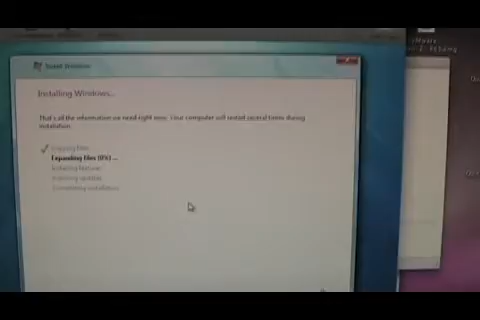 Install Windows
Installing Windows...
That's all the information we need right now. Your computer will restart several times during
installation.
Copying files
Expanding files (0%) ...
Installing features
Installing updates
Completing installation